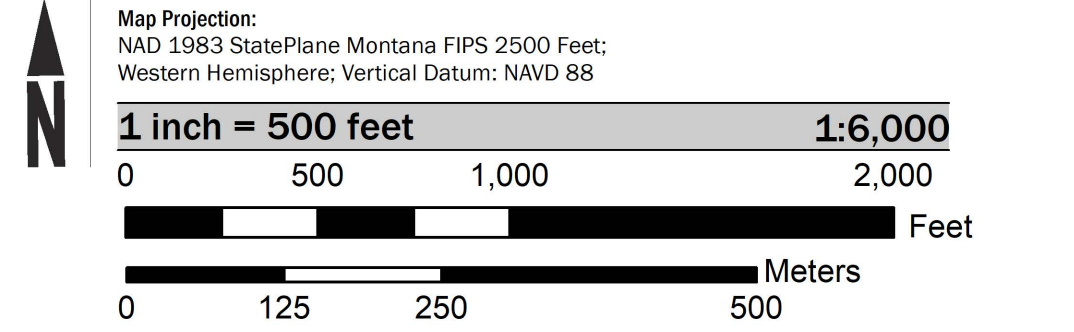 N
Map Projection:
NAD 1983 StatePlane Montana FIPS 2500 Feet;
Western Hemisphere; Vertical Datum: NAVD 88
1 inch = 500 feet 1:6,000
0 500 1,000 2,000
Feet
Meters
0 125 250 500